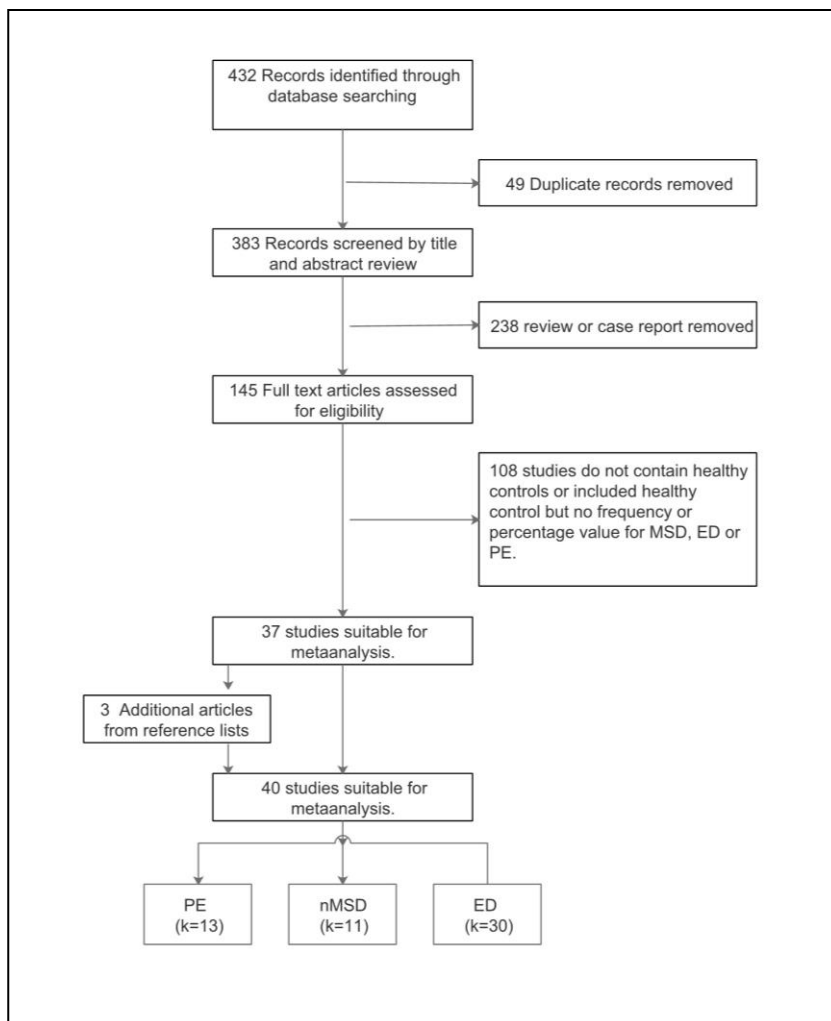 432 Records identified through
database searching
49 Duplicate records removed
383 Records screened by title
and abstract review
238 review or case report removed
145 Full text articles assessed
for eligibility
108 studies do not contain healthy
controls or included healthy
control but no frequency or
percentage value for MSD, ED or
PE.
37 studies suitable for
metaanalysis.
3 Additional articles
from reference lists
40 studies suitable for
metaanalysis.
PE
(k=13)
nMSD
(k=11)
ED
(k=30)